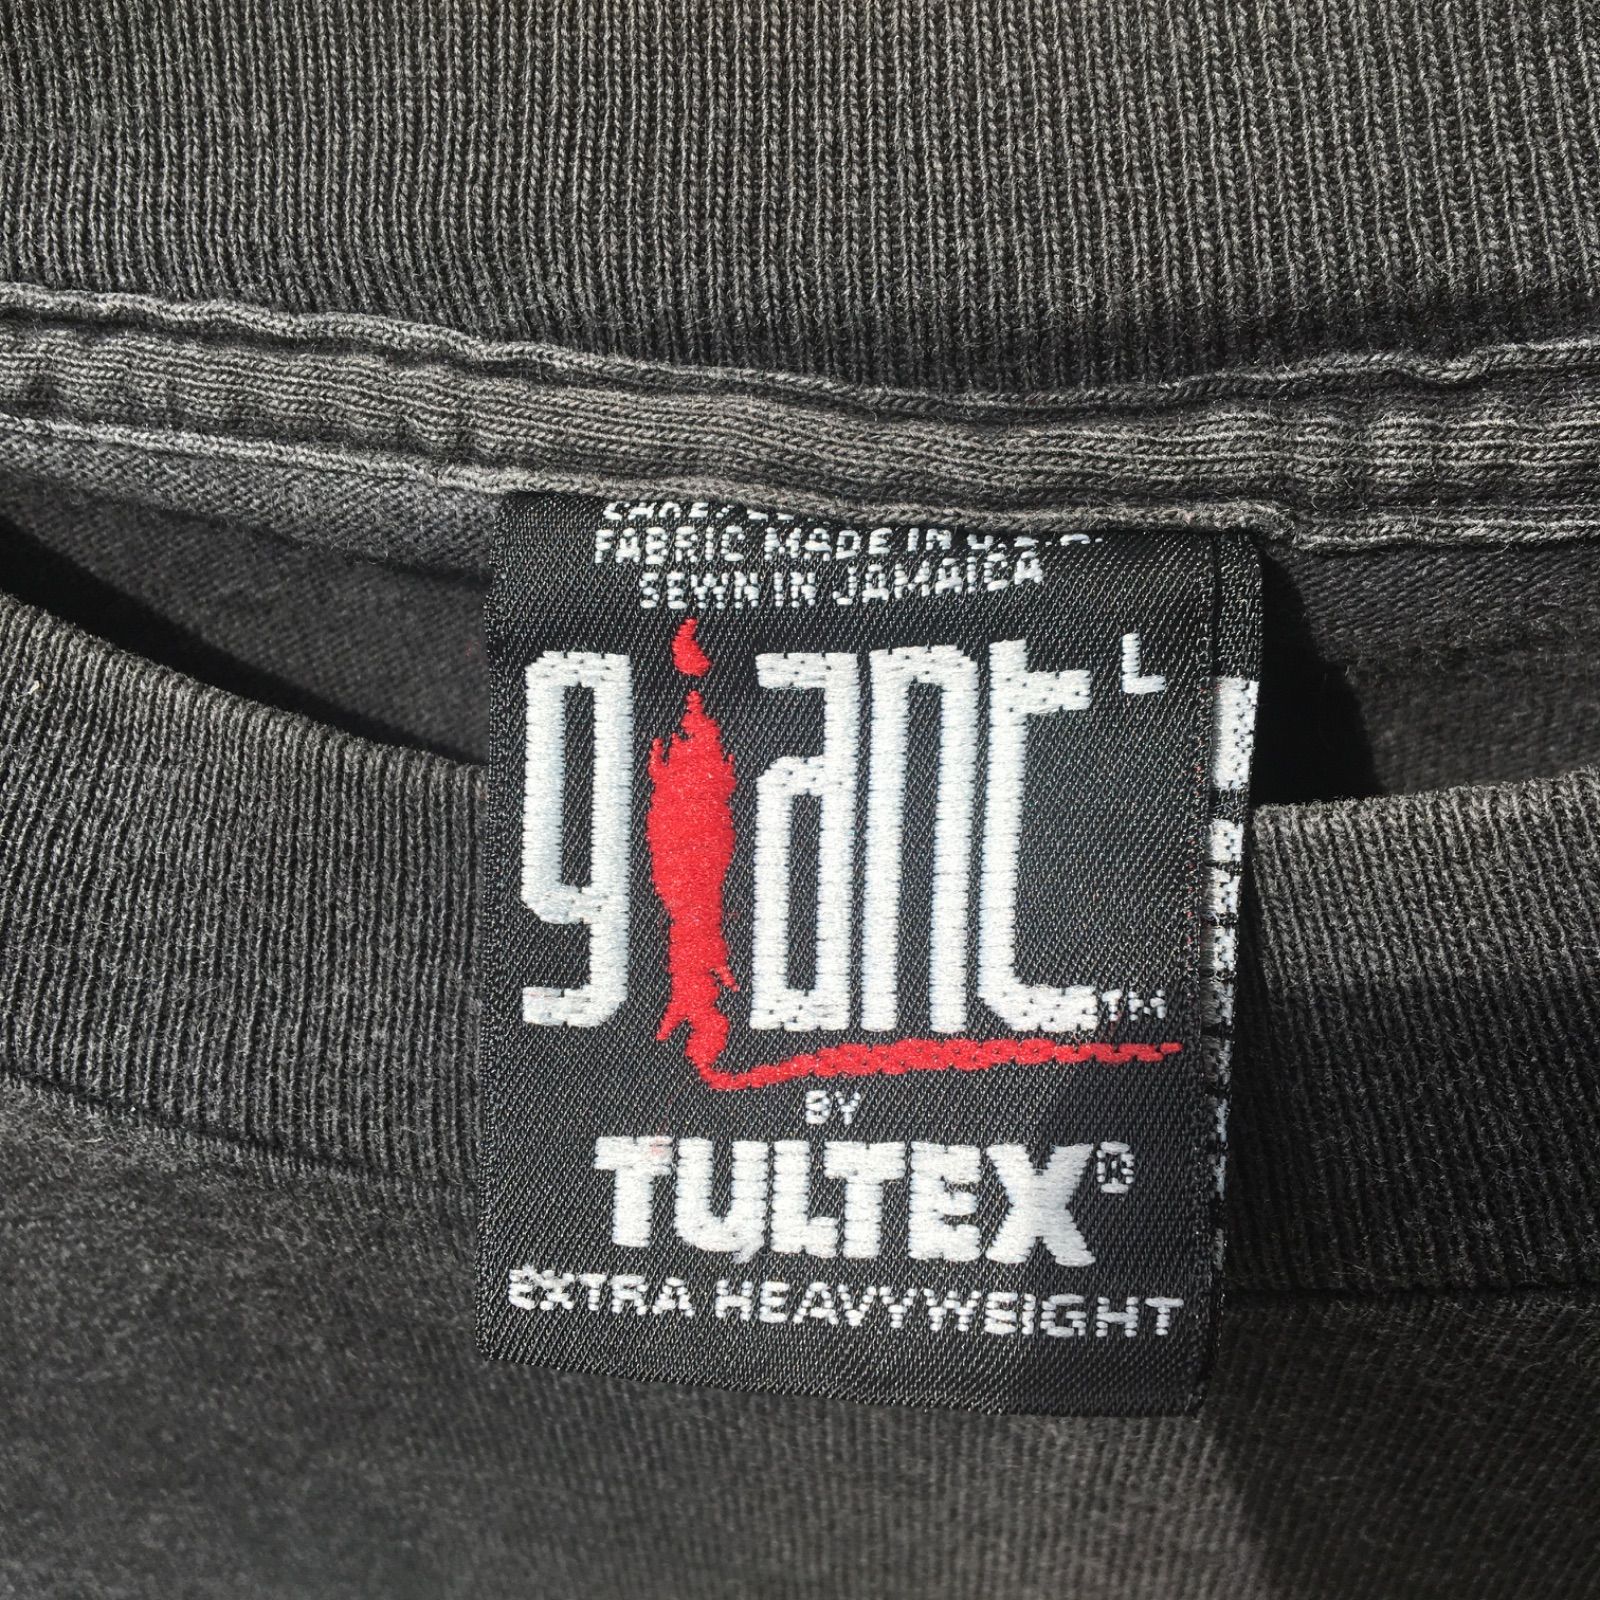 FABRIC MADE IN U.S.A.
SEWN IN JAMAICA
giant L
TM
BY
TULTEX®
EXTRA HEAVYWEIGHT